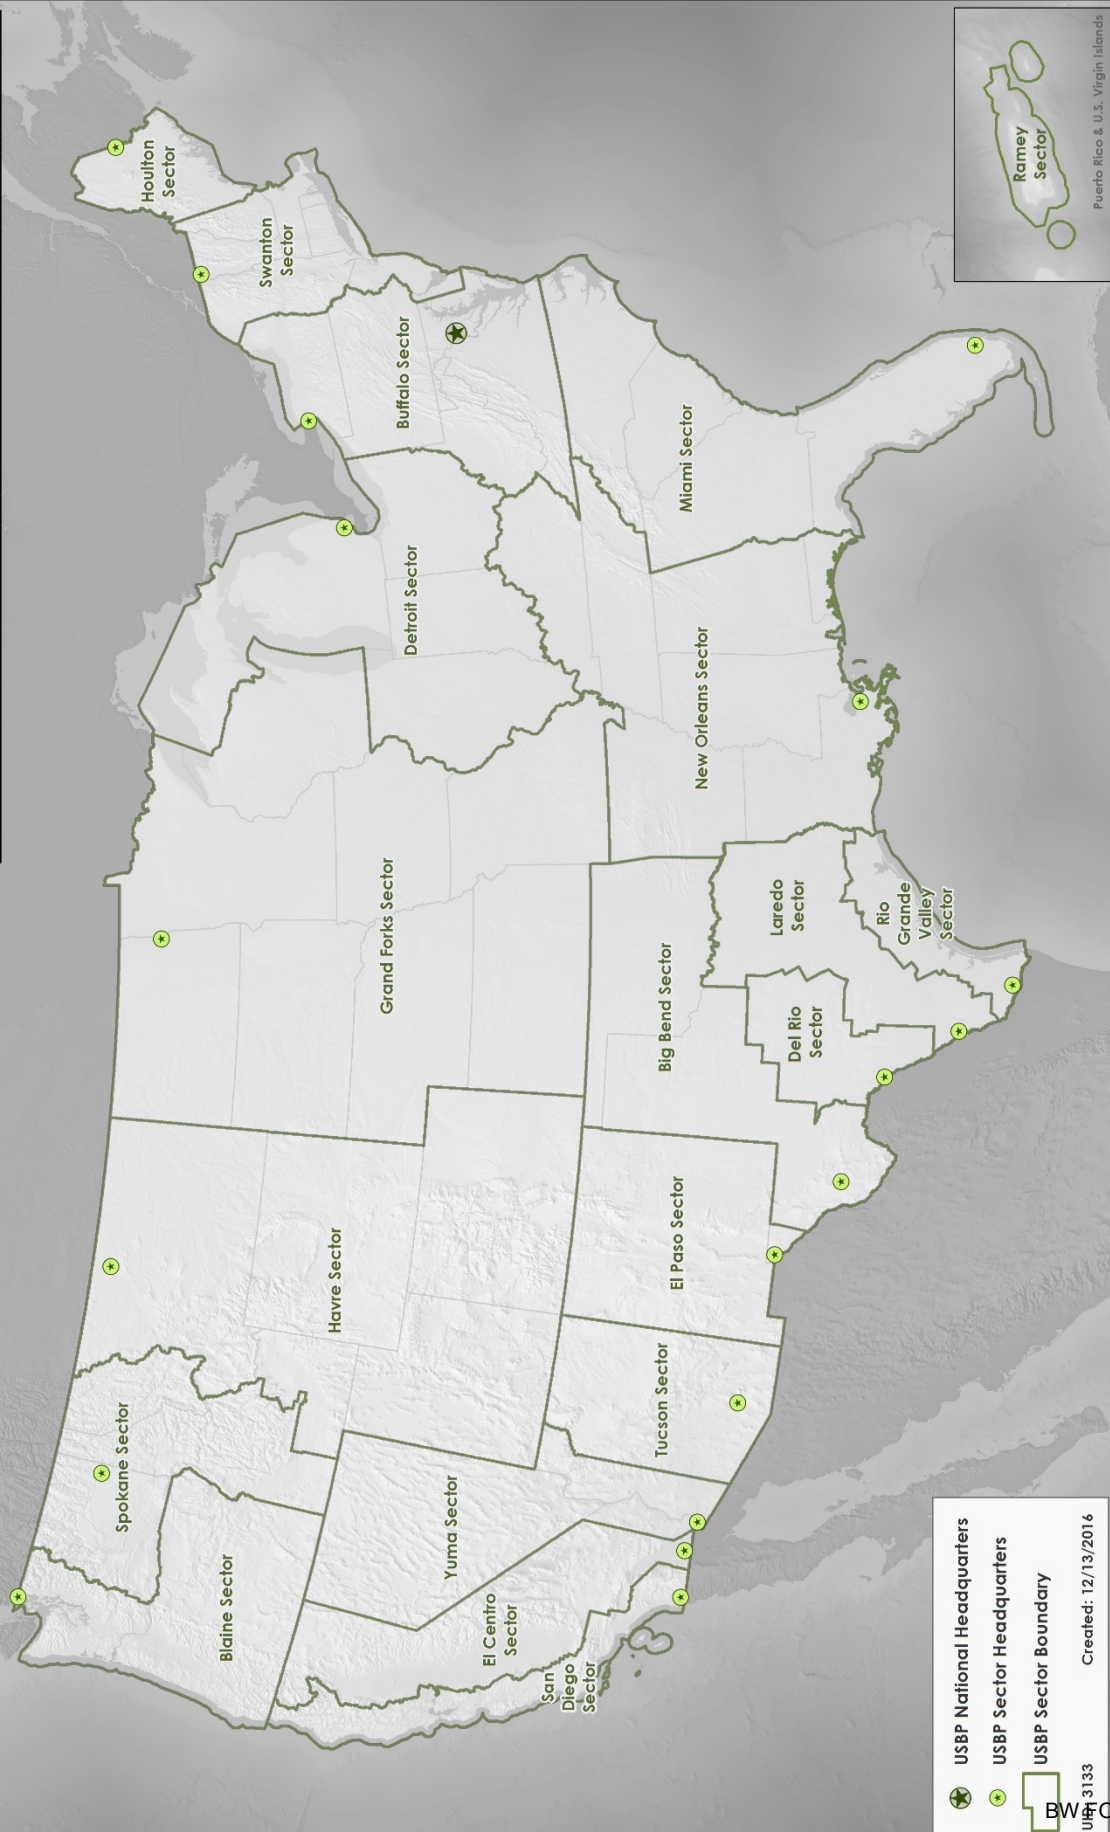 Houlton
Sector
Swanton
Sector
Buffalo Sector
Detroit Sector
Miami Sector
New Orleans Sector
Grand Forks Sector
Big Bend Sector
Laredo
Sector
Rio
Grande
Valley
Sector
Del Rio
Sector
Havre Sector
El Paso Sector
Tucson Sector
Spokane Sector
Blaine Sector
Yuma Sector
El Centro
Sector
San
Diego
Sector
Ramey
Sector
Puerto Rico & U.S. Virgin Islands
USBP National Headquarters
USBP Sector Headquarters
USBP Sector Boundary
3133
Created: 12/13/2016